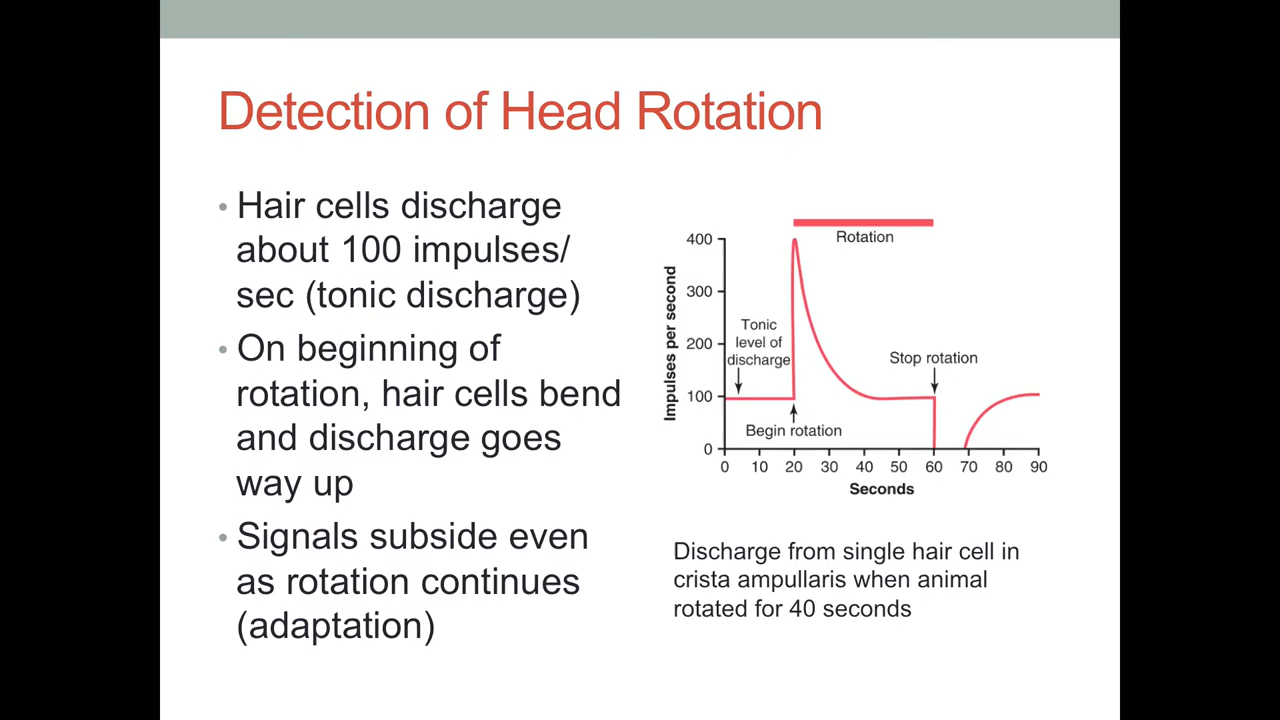 Detection of Head Rotation
• Hair cells discharge
about 100 impulses/
sec (tonic discharge)
• On beginning of
rotation, hair cells bend
and discharge goes
way up
• Signals subside even
as rotation continues
(adaptation)
Rotation
400
300
200
100
0
Impulses per second
Tonic
level of
discharge
Begin rotation
Stop rotation
0 10 20 30 40 50 60 70 80 90
Seconds
Discharge from single hair cell in
crista ampullaris when animal
rotated for 40 seconds